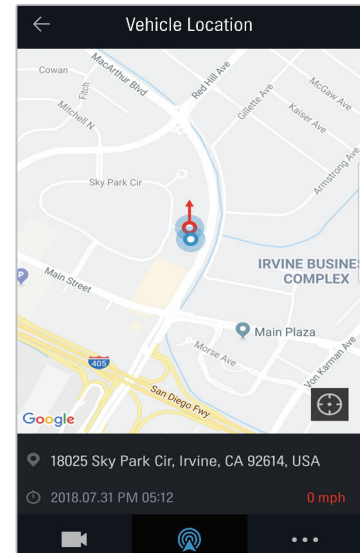 Vehicle Location
Cowan
MacArthur Blvd
Red Hill Ave
Fitch
Mitchell N
Gillette Ave
McGaw Ave
Kaiser Ave
Armstrong Ave
Sky Park Cir
IRVINE BUSINES
COMPLEX
P
Main Street
Main Plaza
Morse Ave
Von Karman Ave
405
San Diego Fwy
Google
18025 Sky Park Cir, Irvine, CA 92614, USA
2018.07.31 PM 05:12
0 mph